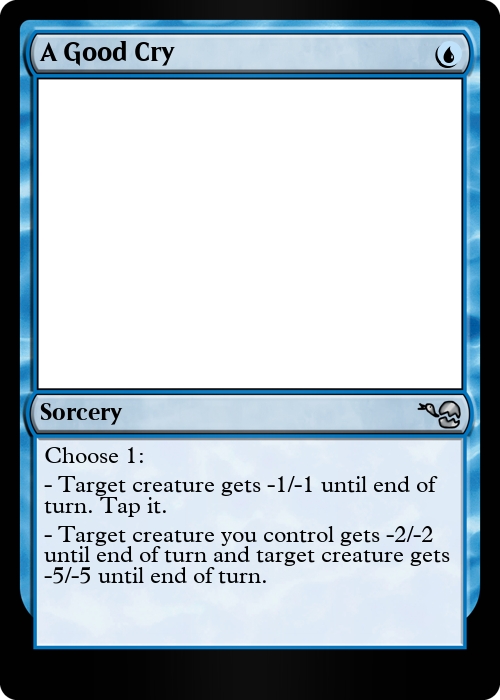 A Good Cry
Sorcery
Choose 1:
- Target creature gets -1/-1 until end of
turn. Tap it.
- Target creature you control gets -2/-2
until end of turn and target creature gets
-5/-5 until end of turn.